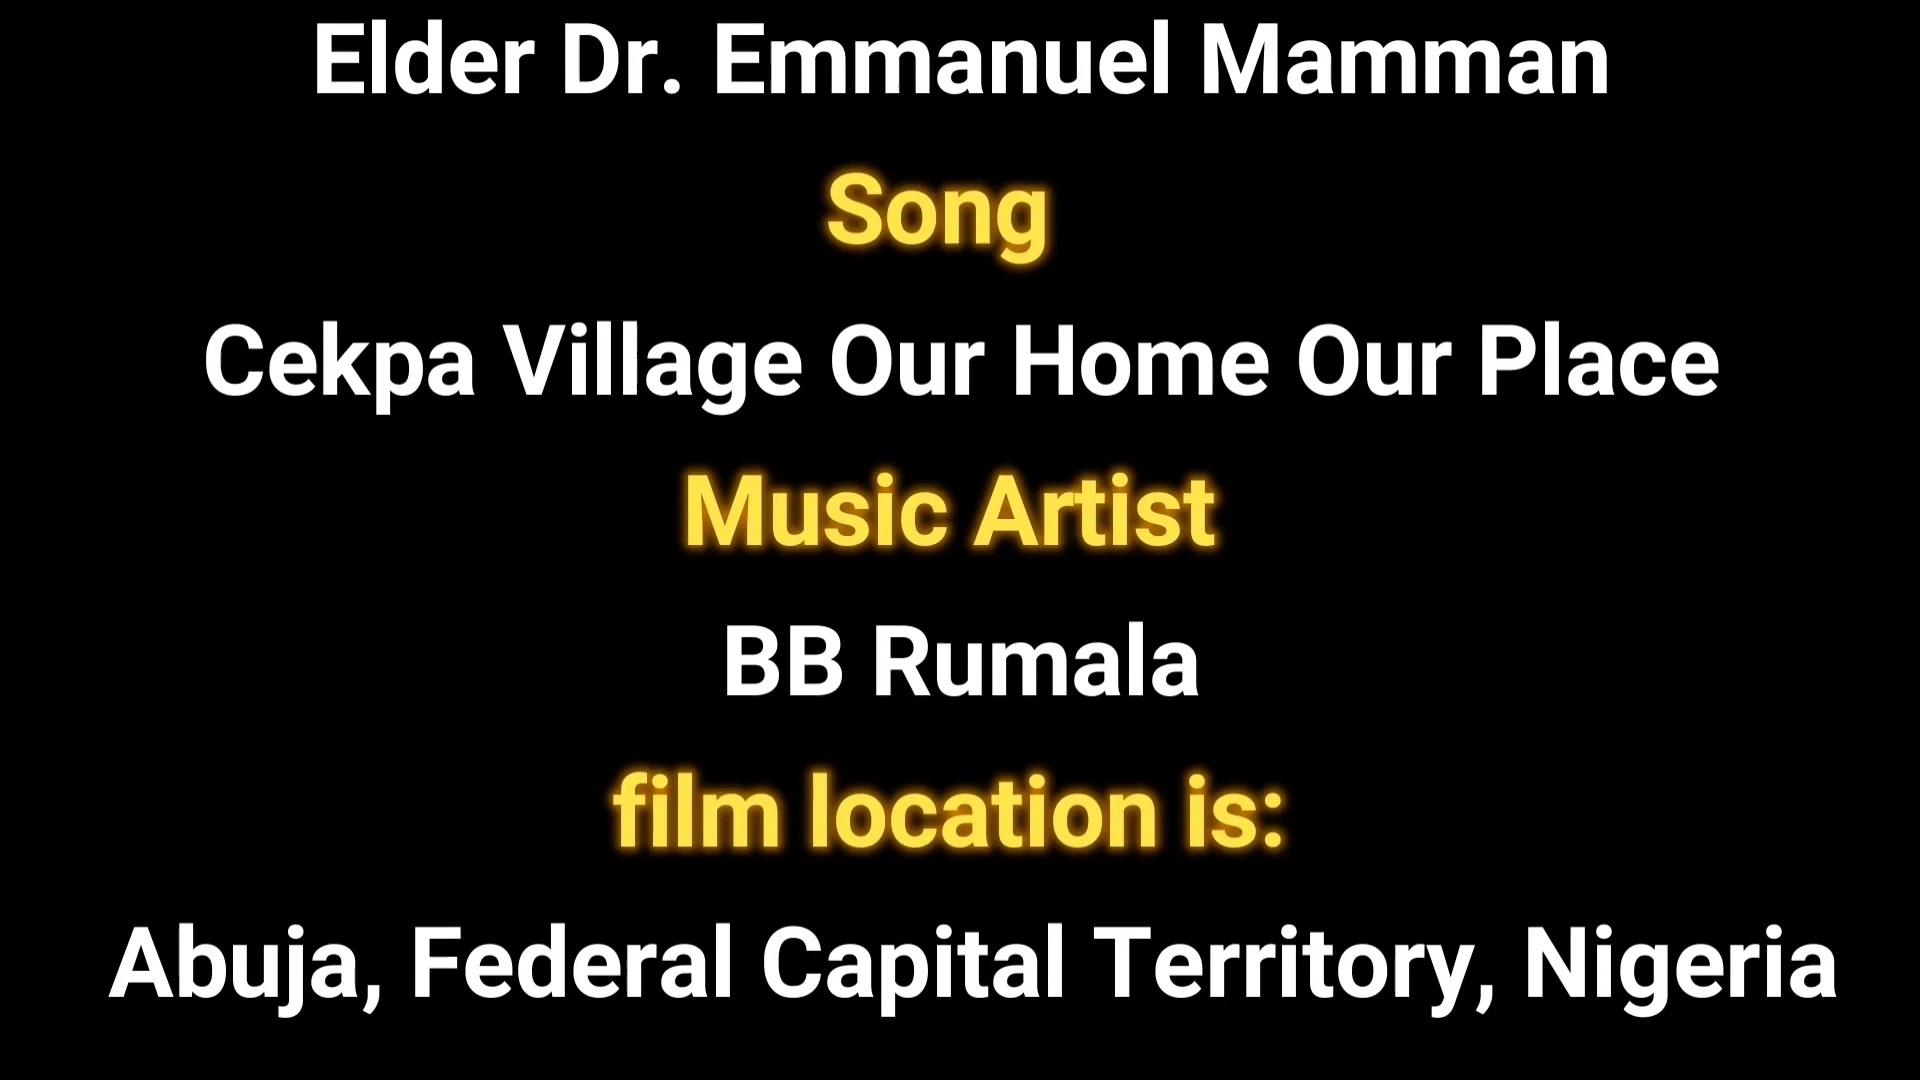 Elder Dr. Emmanuel Mamman
Song
Cekpa Village Our Home Our Place
Music Artist
BB Rumala
film location is:
Abuja, Federal Capital Territory, Nigeria